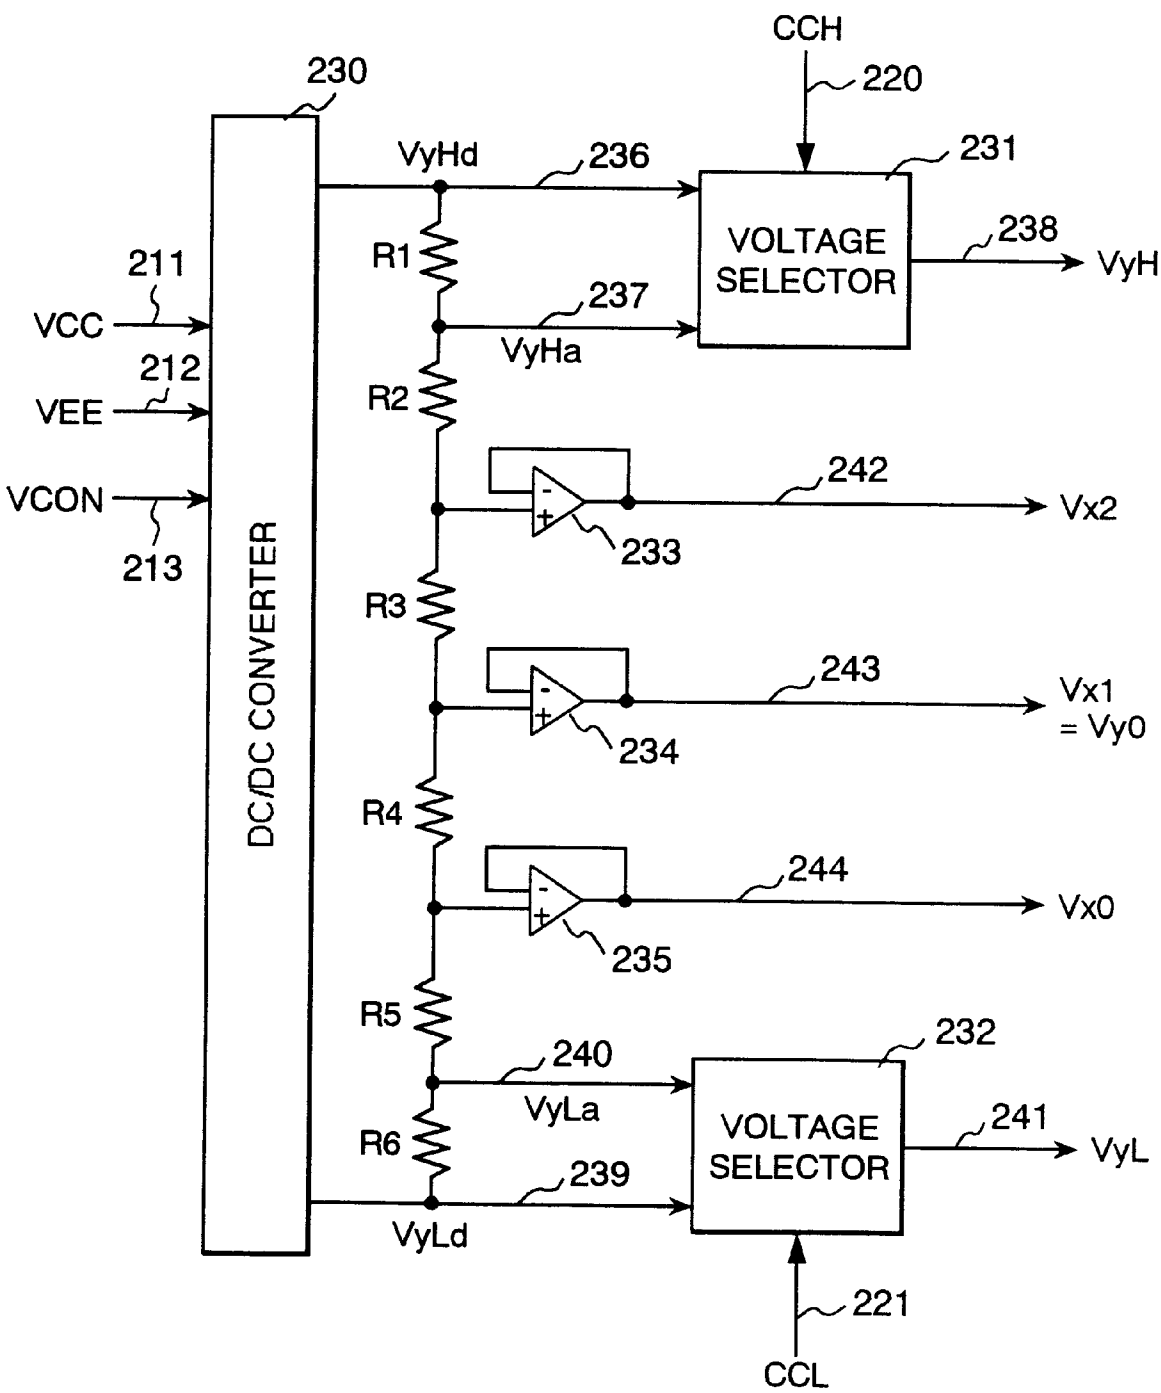 CCH
220
230
VyHd
236
231
R1
VOLTAGE
SELECTOR
238
VyH
211
VCC
237
VyHa
212
VEE
R2
VCON
213
242
-
+
Vx2
233
DC/DC CONVERTER
R3
243
-
+
Vx1
= Vy0
234
R4
244
-
+
Vx0
235
R5
232
240
VyLa
VOLTAGE
SELECTOR
241
VyL
R6
239
VyLd
221
CCL